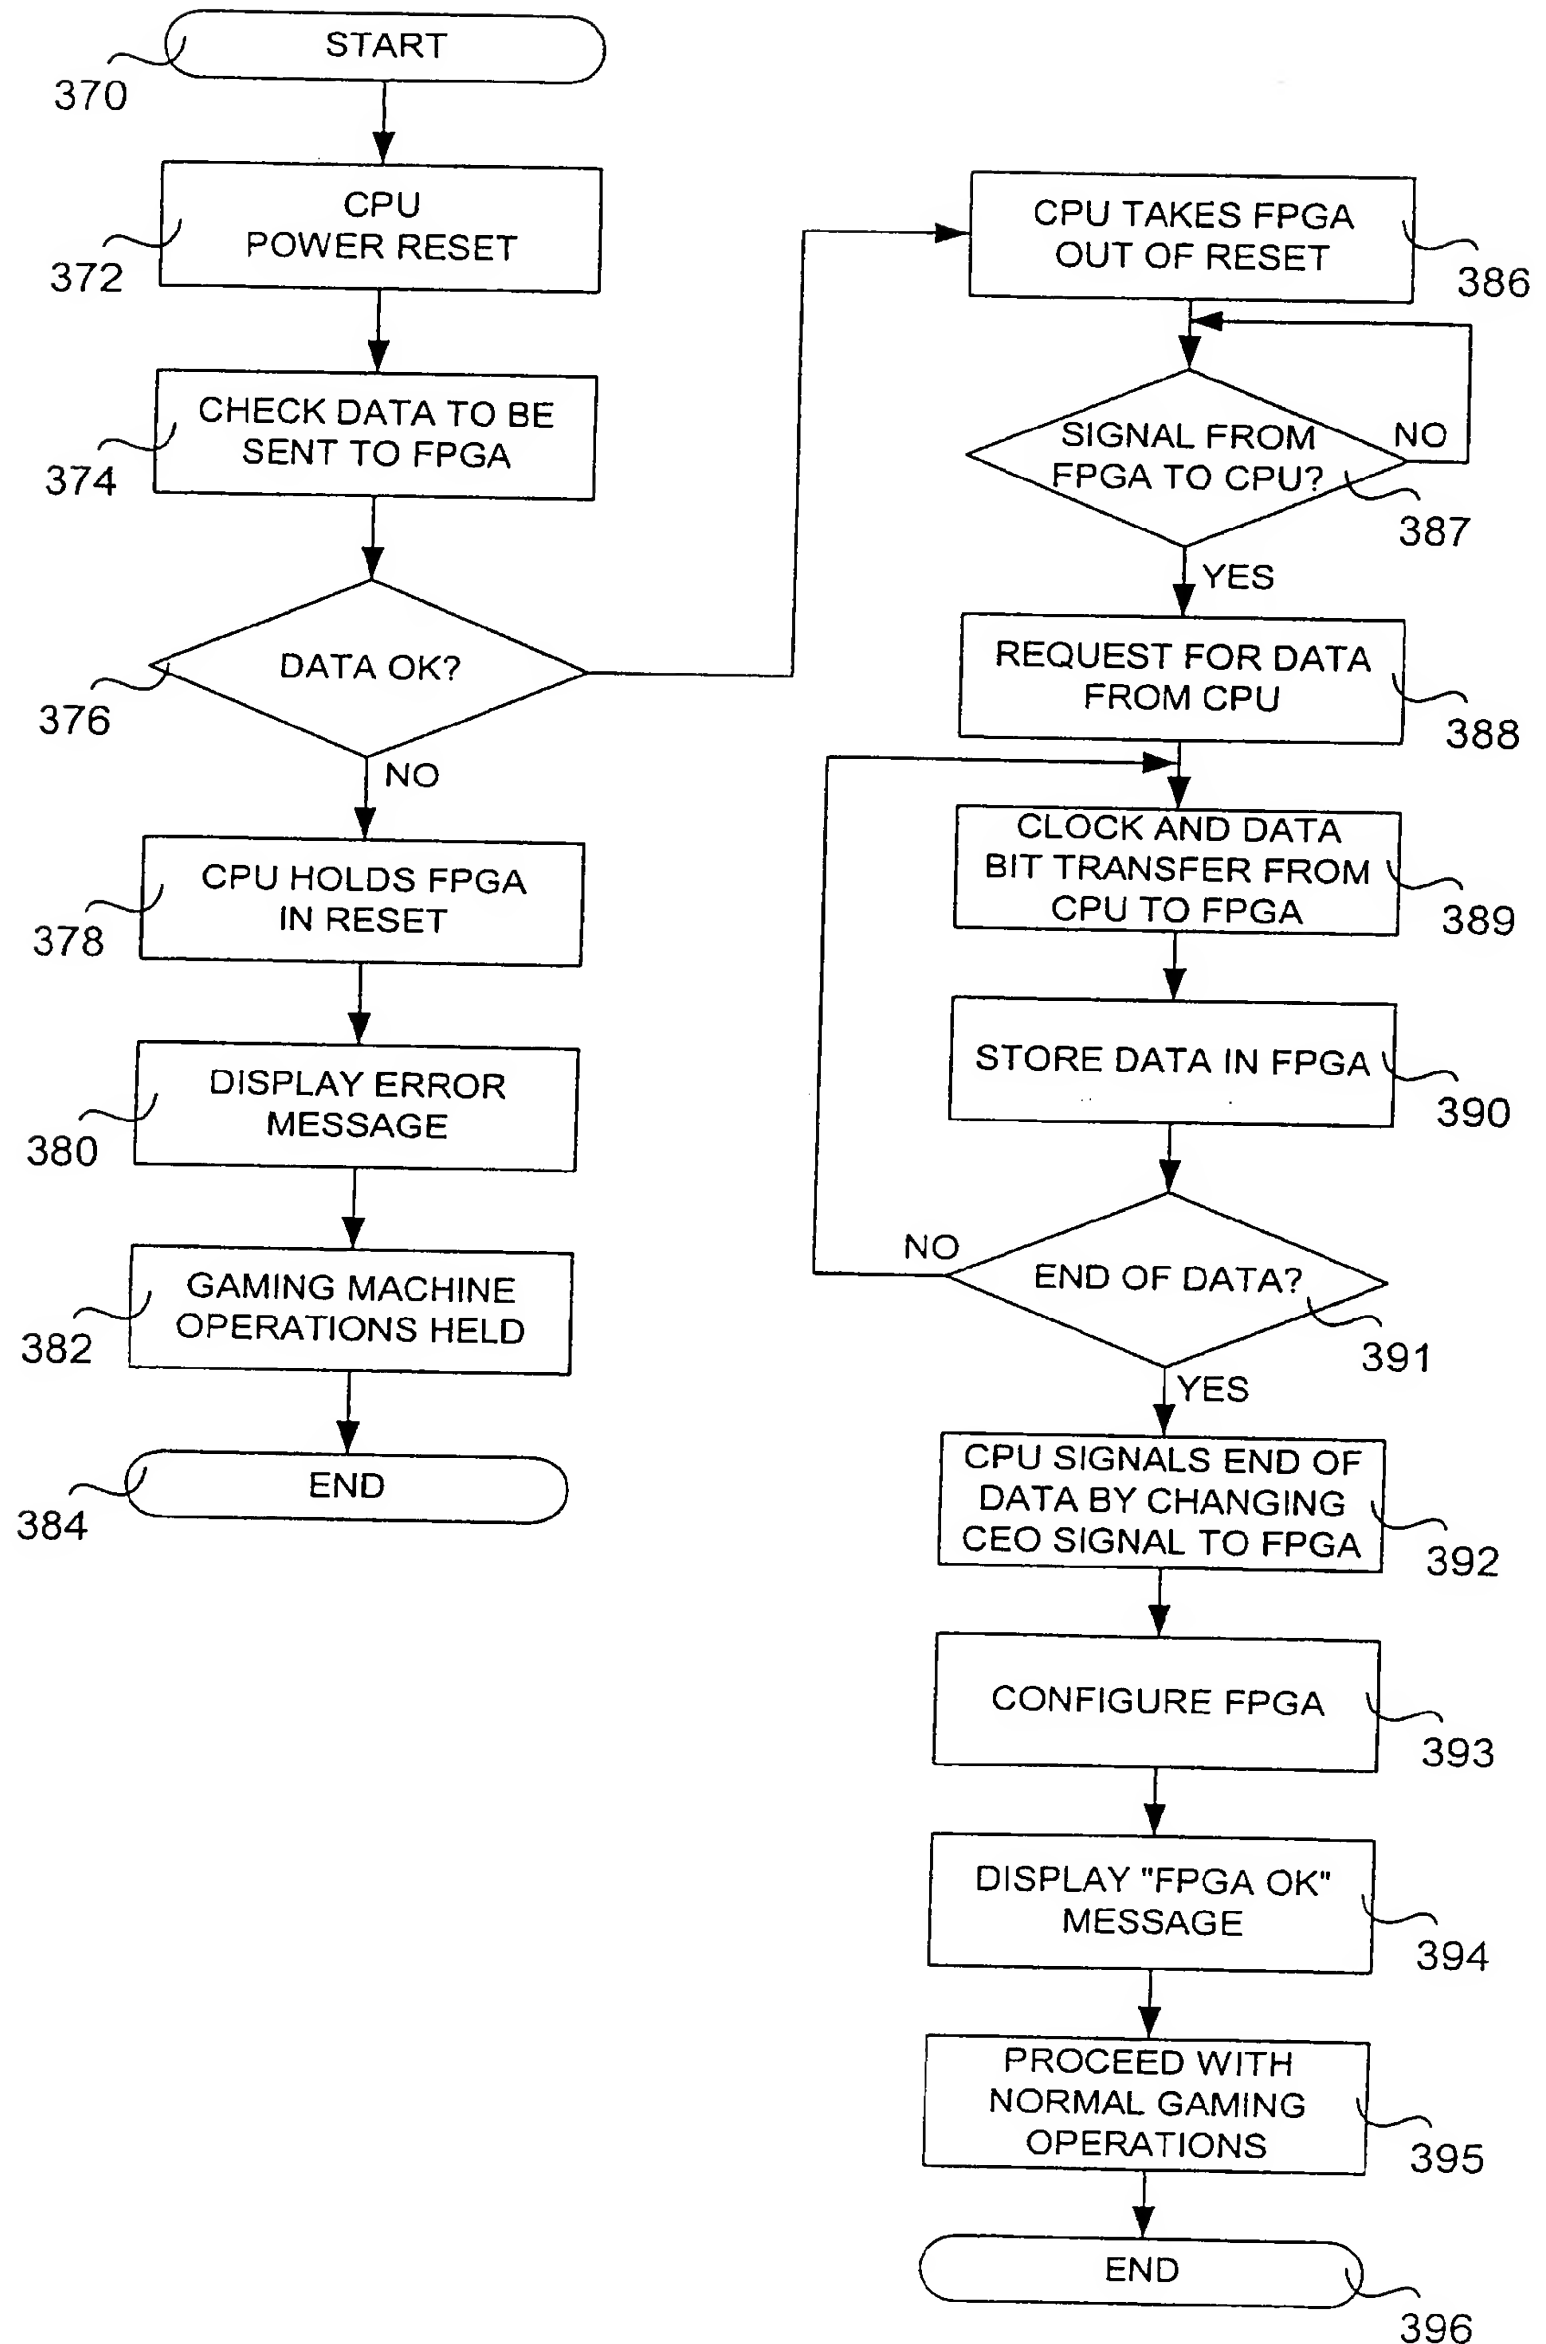 START
370
CPU
POWER RESET
372
CHECK DATA TO BE
SENT TO FPGA
374
DATA OK?
376
NO
CPU HOLDS FPGA
IN RESET
378
DISPLAY ERROR
MESSAGE
380
GAMING MACHINE
OPERATIONS HELD
382
END
384
CPU TAKES FPGA
OUT OF RESET
386
SIGNAL FROM
FPGA TO CPU?
NO
387
YES
REQUEST FOR DATA
FROM CPU
388
CLOCK AND DATA
BIT TRANSFER FROM
CPU TO FPGA
389
STORE DATA IN FPGA
390
NO
END OF DATA?
391
YES
CPU SIGNALS END OF
DATA BY CHANGING
CEO SIGNAL TO FPGA
392
CONFIGURE FPGA
393
DISPLAY "FPGA OK"
MESSAGE
394
PROCEED WITH
NORMAL GAMING
OPERATIONS
395
END
396